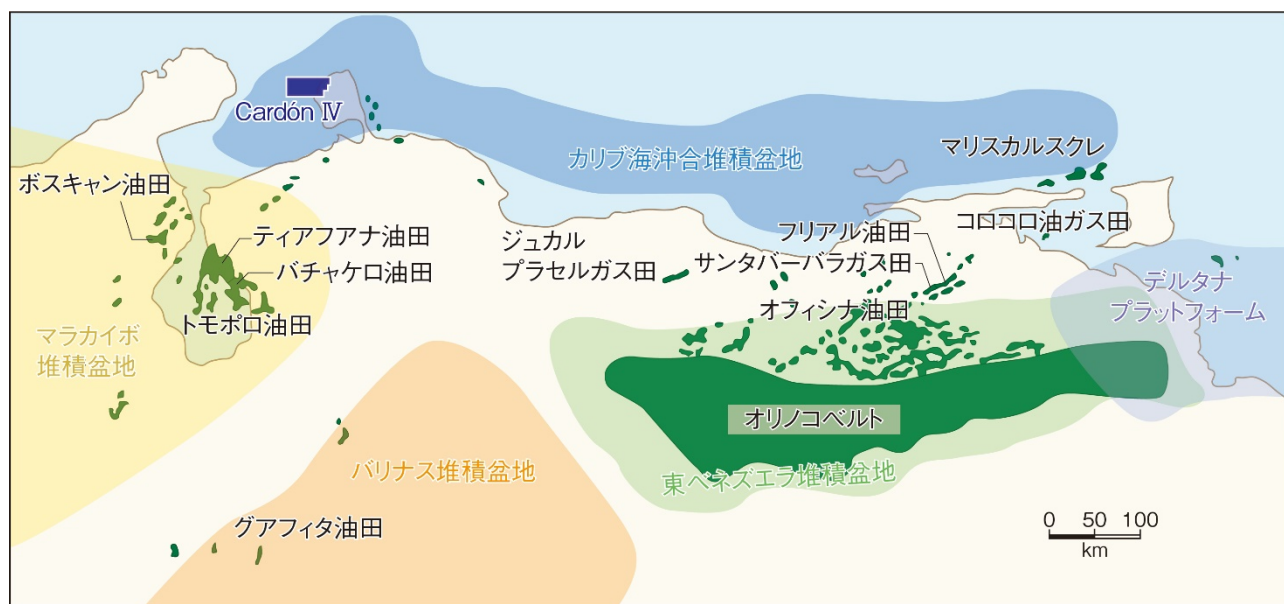 Cardón Ⅳ
カリブ海沖合堆積盆地
マリスカルスクレ
ボスキャン油田
ティアフアナ油田
バチャケロ油田
トモポロ油田
マラカイボ
堆積盆地
ジュカル
プラセルガス田
フリアル油田
サンタバーバラガス田
コロコロ油ガス田
オフィシナ油田
デルタナ
プラットフォーム
オリノコベルト
東ベネズエラ堆積盆地
バリナス堆積盆地
グアフィタ油田
0 50 100
km